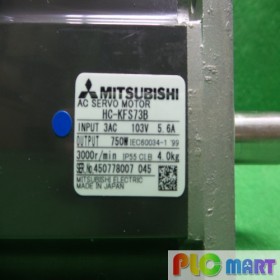 MITSUBISHI
AC SERVO MOTOR
HC-KFS73B
INPUT 3AC 103V 5.6A
OUTPUT 750W IEC60034-1 '99
3000r/min IP55 Cl.B 4.0kg
450778007 045
MITSUBISHI ELECTRIC
MADE IN JAPAN
PLC mart